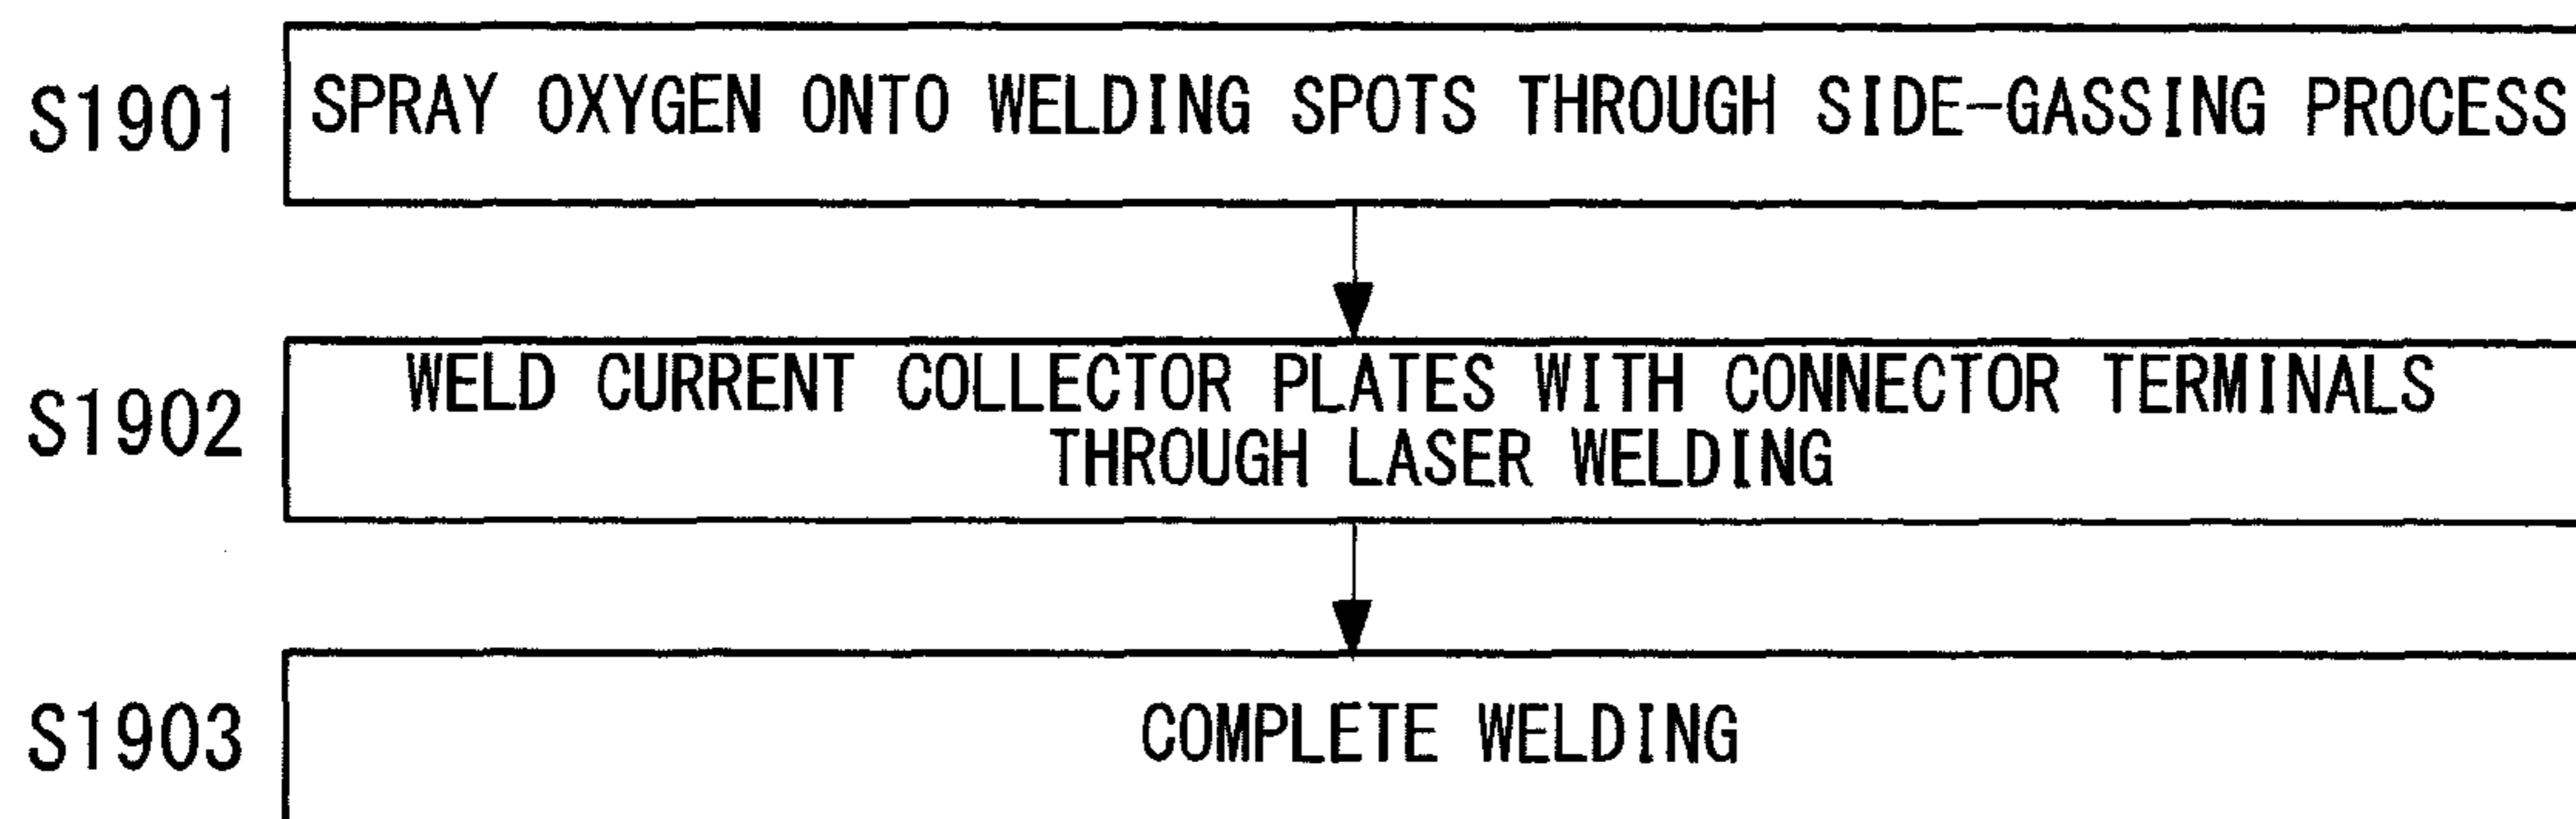 S1901 SPRAY OXYGEN ONTO WELDING SPOTS THROUGH SIDE-GASSING PROCESS
S1902 WELD CURRENT COLLECTOR PLATES WITH CONNECTOR TERMINALS
THROUGH LASER WELDING
S1903 COMPLETE WELDING